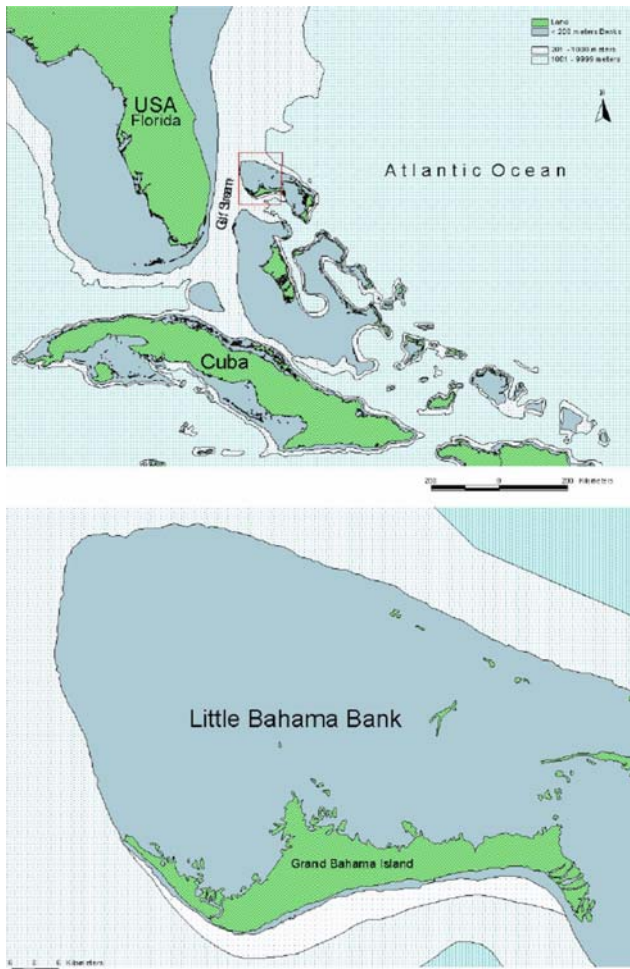 Land
< 200 meters Banks
201 - 1000 meters
1001 - 9999 meters
N
USA
Florida
Atlantic Ocean
Gulf Stream
Cuba
200 0 200 Kilometers
Little Bahama Bank
Grand Bahama Island
Kilometers